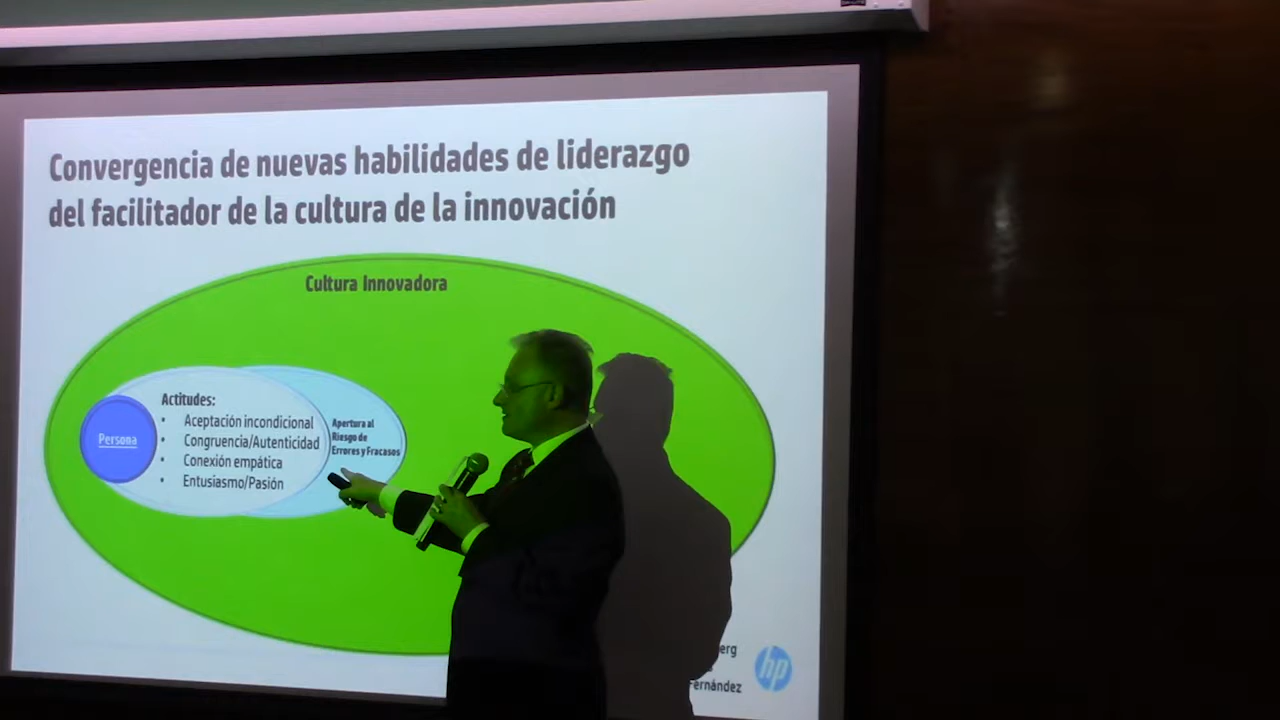 Convergencia de nuevas habilidades de liderazgo
del facilitador de la cultura de la innovación
Cultura Innovadora
Persona
Actitudes:
• Aceptación incondicional
• Congruencia/Autenticidad
• Conexión empática
• Entusiasmo/Pasión
Apertura al
Riesgo de
Errores y Fracasos
erg
Fernández
hp